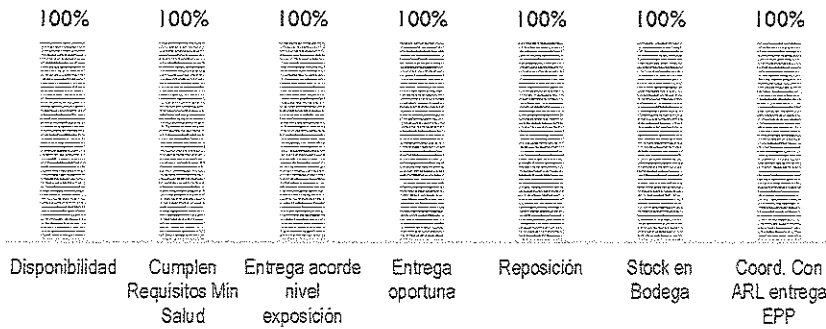 100% 100% 100% 100% 100% 100% 100%
Disponibilidad Cumplen Entrega acorde Entrega Reposición Stock en Coord. Con
Requisitos Min nivel oportuna Bodega ARL entrega
Salud exposición EPP